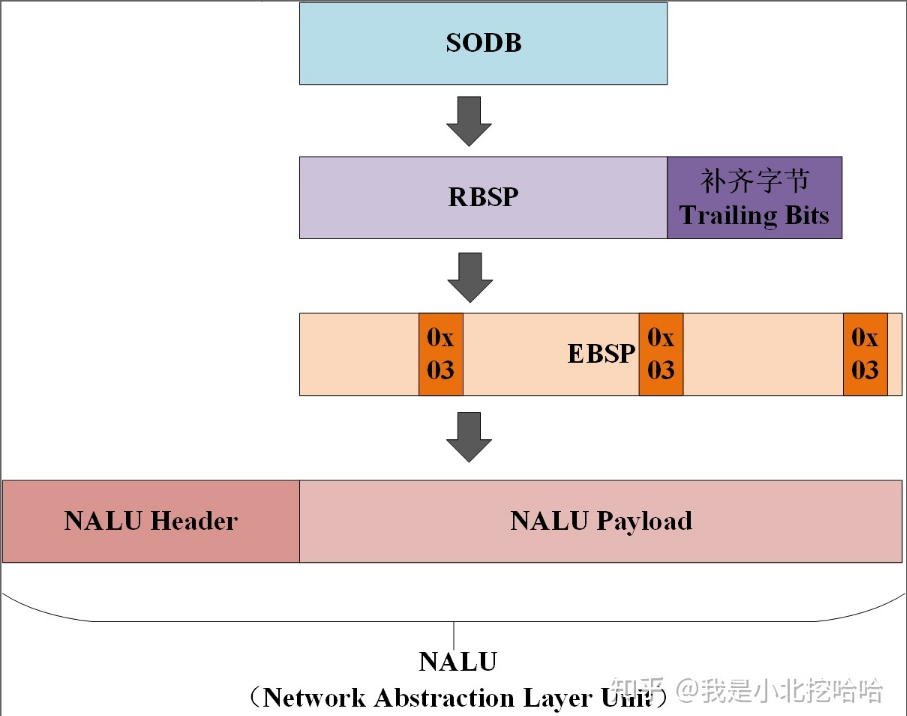 SODB
RBSP
补齐字节
Trailing Bits
0x
03
EBSP
0x
03
0x
03
NALU Header
NALU Payload
NALU
（Network Abstraction Layer Unit）
知乎 @我是小北挖哈哈